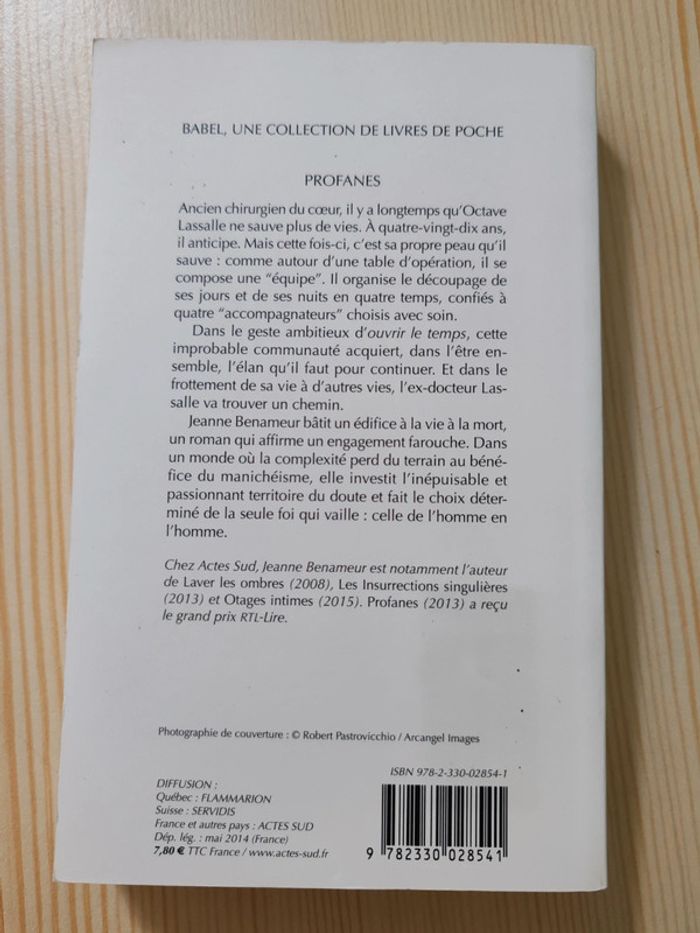 BABEL, UNE COLLECTION DE LIVRES DE POCHE
PROFANES
Ancien chirurgien du cœur, il y a longtemps qu'Octave
Lassalle ne sauve plus de vies. À quatre-vingt-dix ans,
il anticipe. Mais cette fois-ci, c'est sa propre peau qu'il
sauve : comme autour d'une table d'opération, il se
compose une “équipe”. Il organise le découpage de
ses jours et de ses nuits en quatre temps, confiés à
quatre “accompagnateurs” choisis avec soin.
Dans le geste ambitieux d'ouvrir le temps, cette
improbable communauté acquiert, dans l'être en-
semble, l'élan qu'il faut pour continuer. Et dans le
frottement de sa vie à d'autres vies, l'ex-docteur Las-
salle va trouver un chemin.
Jeanne Benameur bâtit un édifice à la vie à la mort,
un roman qui affirme un engagement farouche. Dans
un monde où la complexité perd du terrain au béné-
fice du manichéisme, elle investit l'inépuisable et
passionnant territoire du doute et fait le choix déter-
miné de la seule foi qui vaille : celle de l'homme en
l'homme.
Chez Actes Sud, Jeanne Benameur est notamment l'auteur
de Laver les ombres (2008), Les Insurrections singulières
(2013) et Otages intimes (2015). Profanes (2013) a reçu
le grand prix RTL-Lire.
Photographie de couverture : © Robert Pastrovicchio / Arcangel Images
ISBN 978-2-330-02854-1
DIFFUSION :
Québec : FLAMMARION
Suisse : SERVIDIS
France et autres pays : ACTES SUD
Dép. lég. : mai 2014 (France)
7,80 € TTC France / www.actes-sud.fr
9 782330 028541